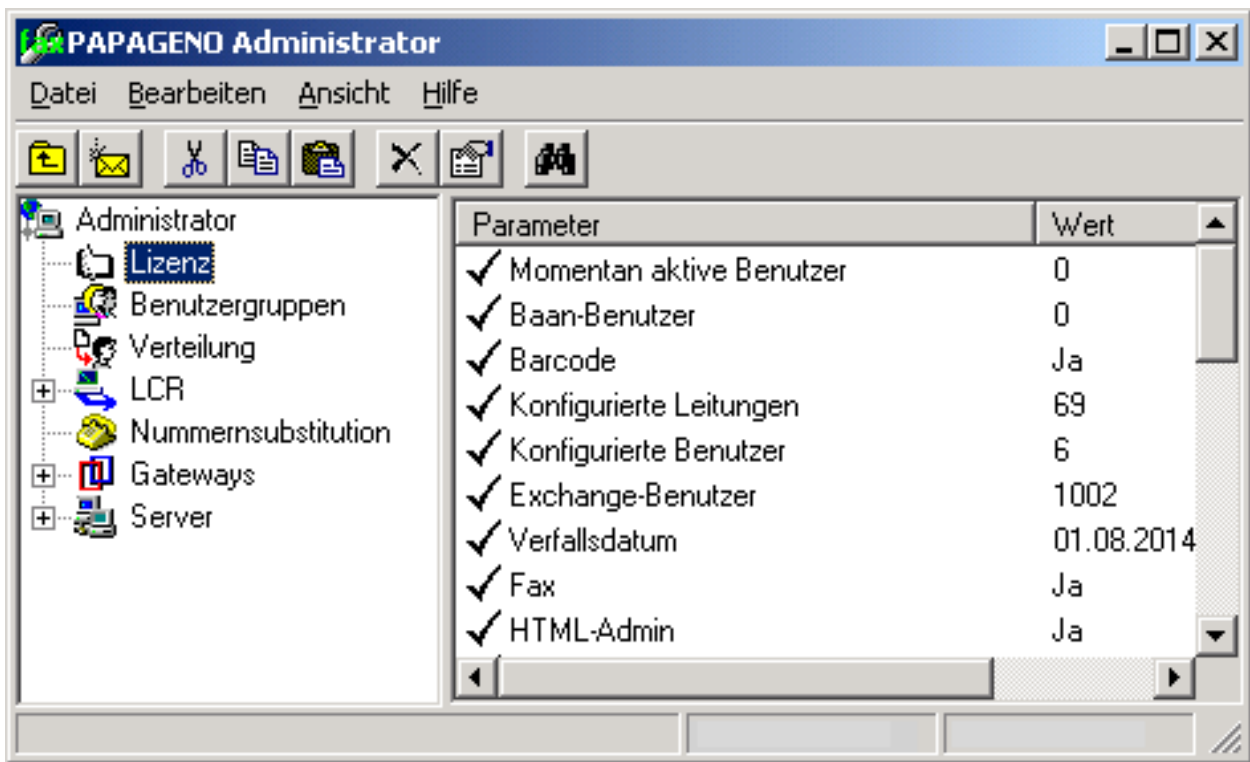 fax PAPAGENO Administrator
Datei Bearbeiten Ansicht Hilfe
Administrator
Lizenz
Benutzergruppen
Verteilung
LCR
Nummernsubstitution
Gateways
Server
Parameter Wert
Momentan aktive Benutzer 0
Baan-Benutzer 0
Barcode Ja
Konfigurierte Leitungen 69
Konfigurierte Benutzer 6
Exchange-Benutzer 1002
Verfallsdatum 01.08.2014
Fax Ja
HTML-Admin Ja